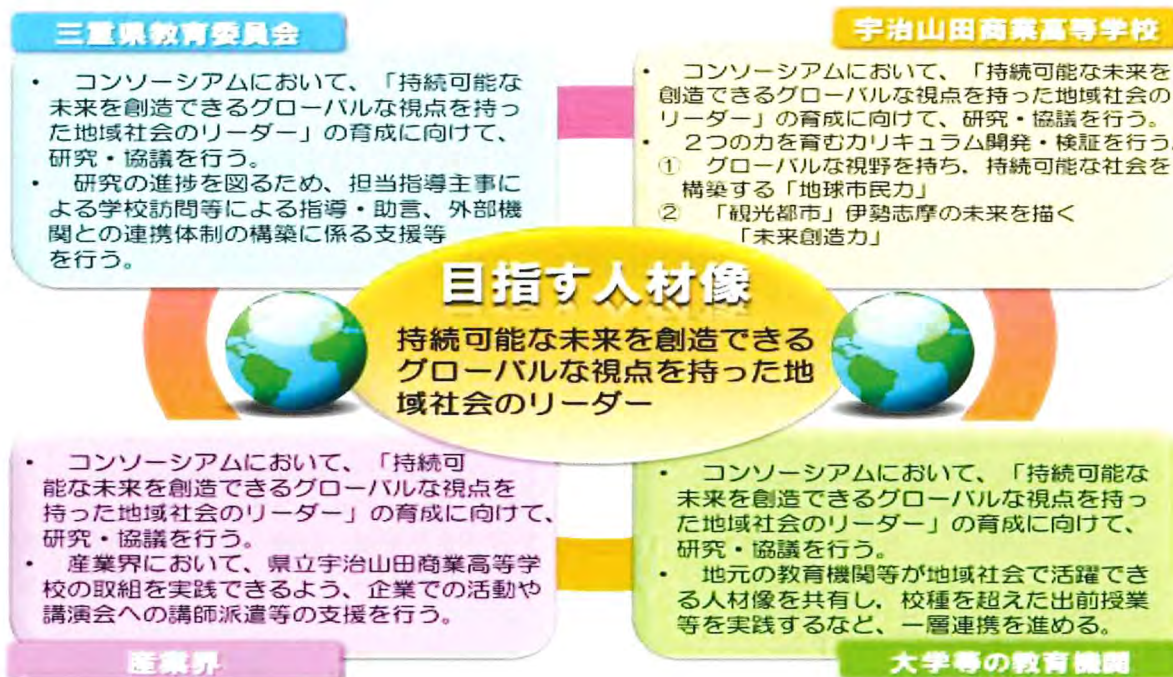 三重県教育委員会
・ コンソーシアムにおいて、「持続可能な
未来を創造できるグローバルな視点を持っ
た地域社会のリーダー」の育成に向けて、
研究・協議を行う。
・ 研究の進捗を図るため、担当指導主事に
よる学校訪問等による指導・助言、外部機
関との連携体制の構築に係る支援等
を行う。
宇治山田商業高等学校
・ コンソーシアムにおいて、「持続可能な未来を
創造できるグローバルな視点を持った地域社会の
リーダー」の育成に向けて、研究・協議を行う。
・ 2つの力を育むカリキュラム開発・検証を行う。
① グローバルな視野を持ち、持続可能な社会を
構築する「地球市民力」
② 「観光都市」伊勢志摩の未来を描く
「未来創造力」
目指す人材像
持続可能な未来を創造できる
グローバルな視点を持った地
域社会のリーダー
・ コンソーシアムにおいて、「持続可
能な未来を創造できるグローバルな視点を
持った地域社会のリーダー」の育成に向けて、
研究・協議を行う。
・ 産業界において、県立宇治山田商業高等学
校の取組を実践できるよう、企業での活動や
講演会への講師派遣等の支援を行う。
産業界
・ コンソーシアムにおいて、「持続可能な
未来を創造できるグローバルな視点を持っ
た地域社会のリーダー」の育成に向けて、
研究・協議を行う。
・ 地元の教育機関等が地域社会で活躍でき
る人材像を共有し、校種を超えた出前授業
等を実践するなど、一層連携を進める。
大学等の教育機関